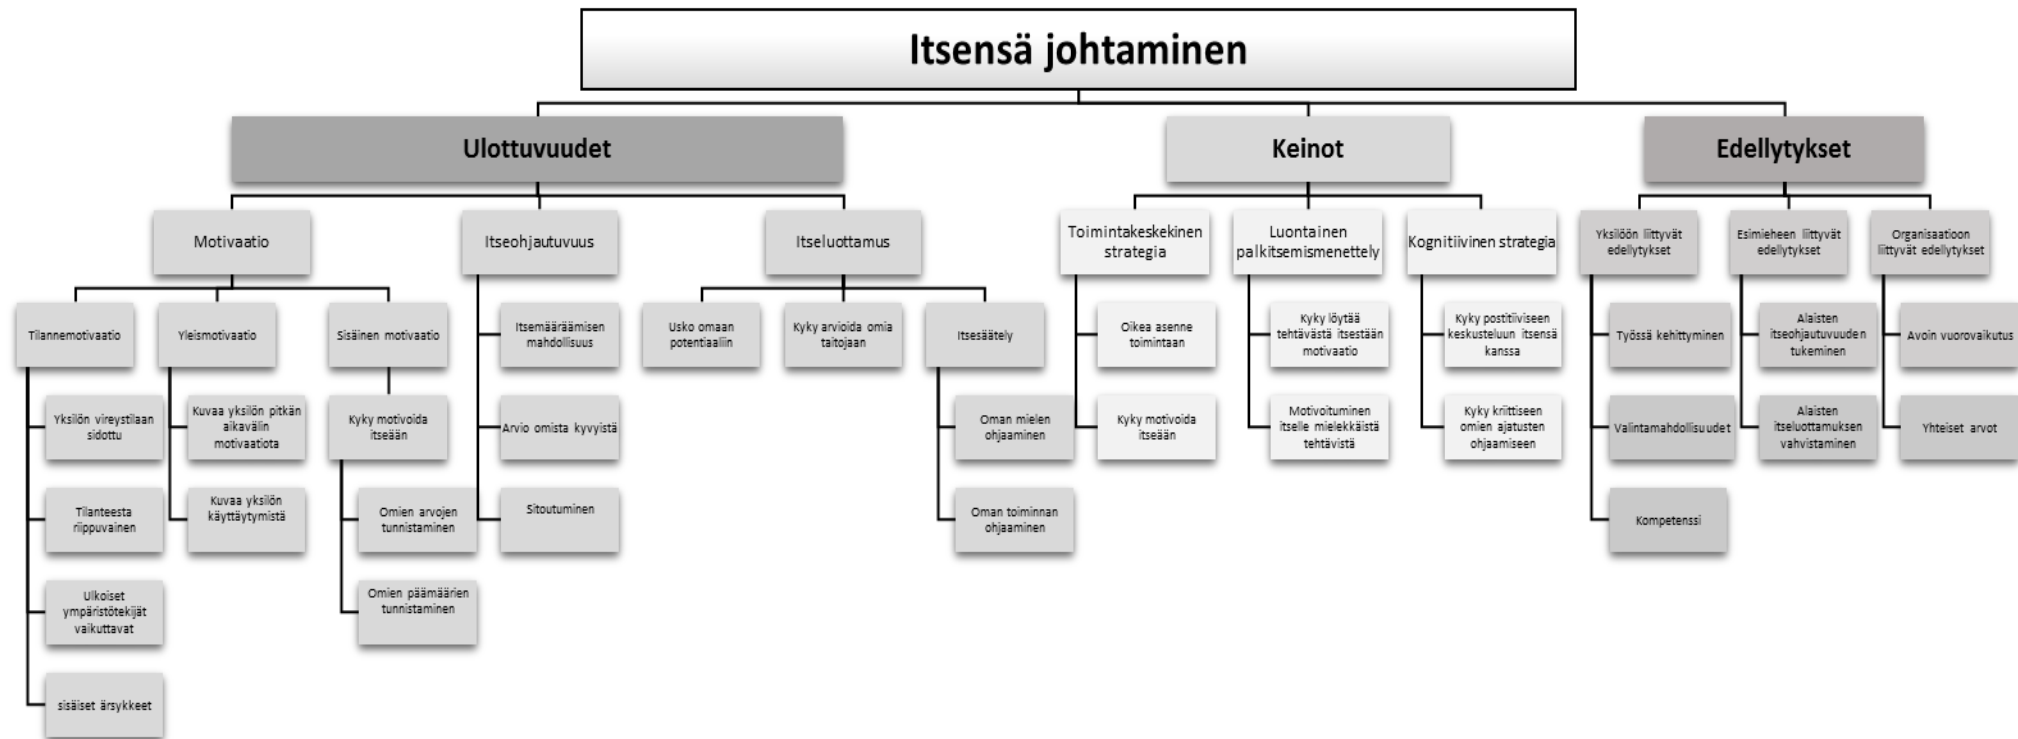 Itsensä johtaminen
Ulottuvuudet
Keinot
Edellytykset
Motivaatio
Itseohjautuvuus
Itseluottamus
Toimintakeskekinen
strategia
Luontainen
palkitsemismenettely
Kognitiivinen strategia
Yksilöön liittyvät
edellytykset
Esimieheen liittyvät
edellytykset
Organisaatioon
liittyvät edellytykset
Tilannemotivaatio
Yleismotivaatio
Sisäinen motivaatio
Itsemääräämisen
mahdollisuus
Usko omaan
potentiaaliin
Kyky arvioida omia
taitojaan
Itsesäätely
Oikea asenne
toimintaan
Kyky löytää
tehtävästä itsestään
motivaatio
Kyky postitiiviseen
keskusteluun itsensä
kanssa
Työssä kehittyminen
Alaisten
itseohjautuvuuden
tukeminen
Avoin vuorovaikutus
Yksilön vireystilaan
sidottu
Kuvaa yksilön pitkän
aikavälin
motivaatiota
Kyky motivoida
itseään
Arvio omista kyvyistä
Oman mielen
ohjaaminen
Kyky motivoida
itseään
Motivoituminen
itselle mielekkäistä
tehtävistä
Kyky kriittiseen
omien ajatusten
ohjaamiseen
Valintamahdollisuudet
Alaisten
itseluottamuksen
vahvistaminen
Yhteiset arvot
Tilanteesta
riippuvainen
Kuvaa yksilön
käyttäytymistä
Omien arvojen
tunnistaminen
Sitoutuminen
Oman toiminnan
ohjaaminen
Kompetenssi
Ulkoiset
ympäristötekijät
vaikuttavat
Omien päämäärien
tunnistaminen
sisäiset ärsykkeet